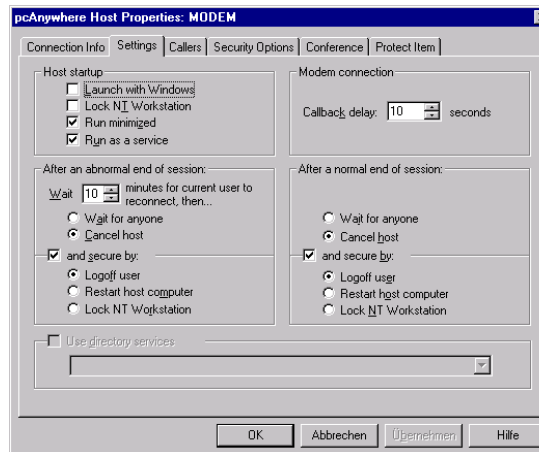 pcAnywhere Host Properties: MODEM
Connection Info Settings Callers Security Options Conference Protect Item
Host startup
Launch with Windows
Lock NT Workstation
Run minimized
Run as a service
Modem connection
Callback delay: 10 seconds
After an abnormal end of session:
Wait 10 minutes for current user to
reconnect, then...
Wait for anyone
Cancel host
and secure by:
Logoff user
Restart host computer
Lock NT Workstation
After a normal end of session:
Wait for anyone
Cancel host
and secure by:
Logoff user
Restart host computer
Lock NT Workstation
Use directory services
OK Abbrechen Übernehmen Hilfe